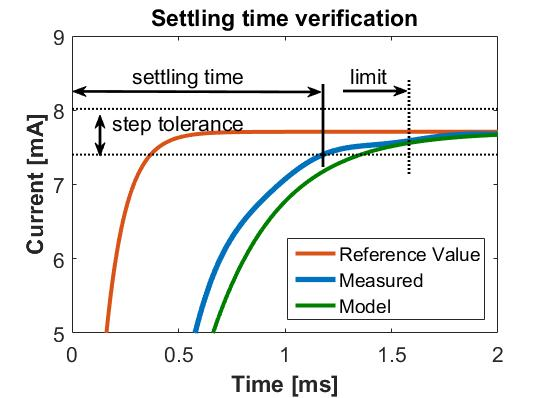 Settling time verification
9
settling time
limit
8
step tolerance
7
6
5
Current [mA]
Reference Value
Measured
Model
0
0.5
1
1.5
2
Time [ms]